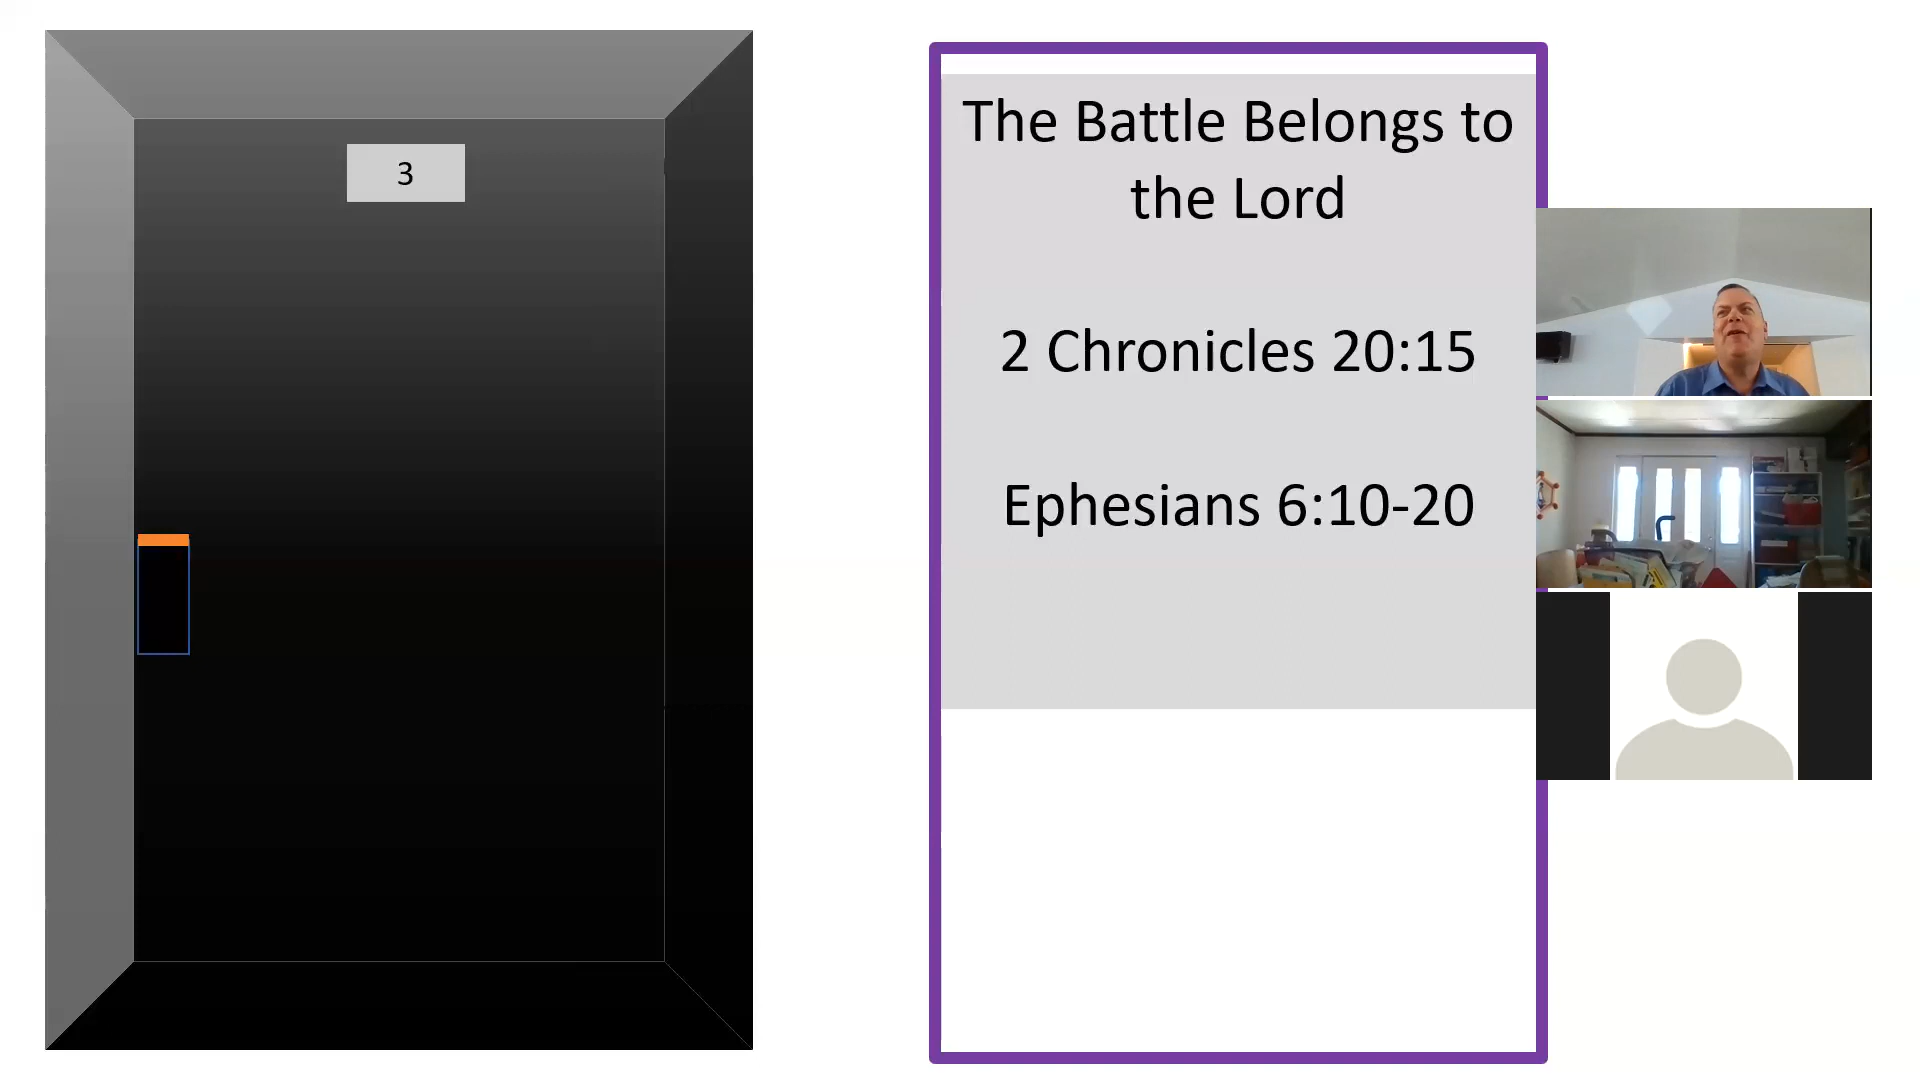 3
The Battle Belongs to
the Lord
2 Chronicles 20:15
Ephesians 6:10-20